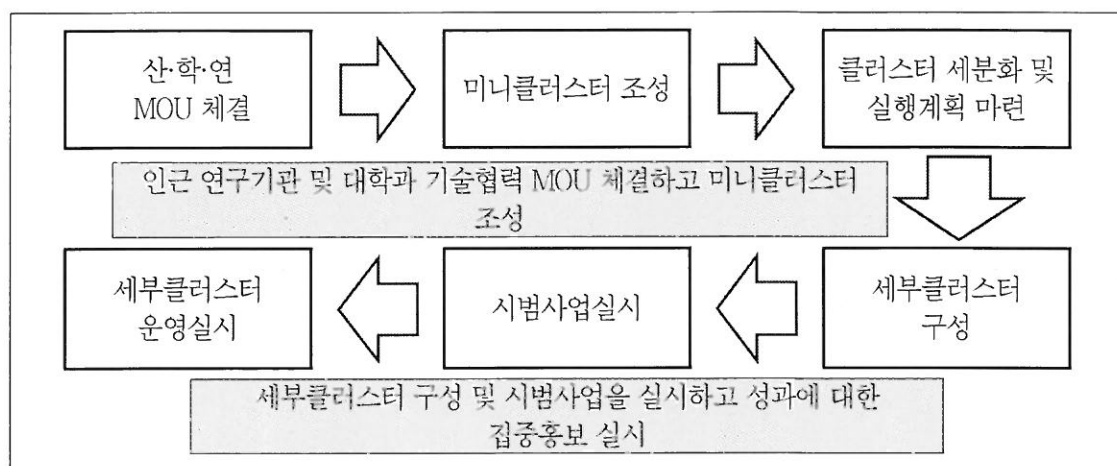 산·학·연
MOU 체결
미니클러스터 조성
클러스터 세분화 및
실행계획 마련
인근 연구기관 및 대학과 기술협력 MOU 체결하고 미니클러스터
조성
세부클러스터
운영실시
시범사업실시
세부클러스터
구성
세부클러스터 구성 및 시범사업을 실시하고 성과에 대한
집중홍보 실시